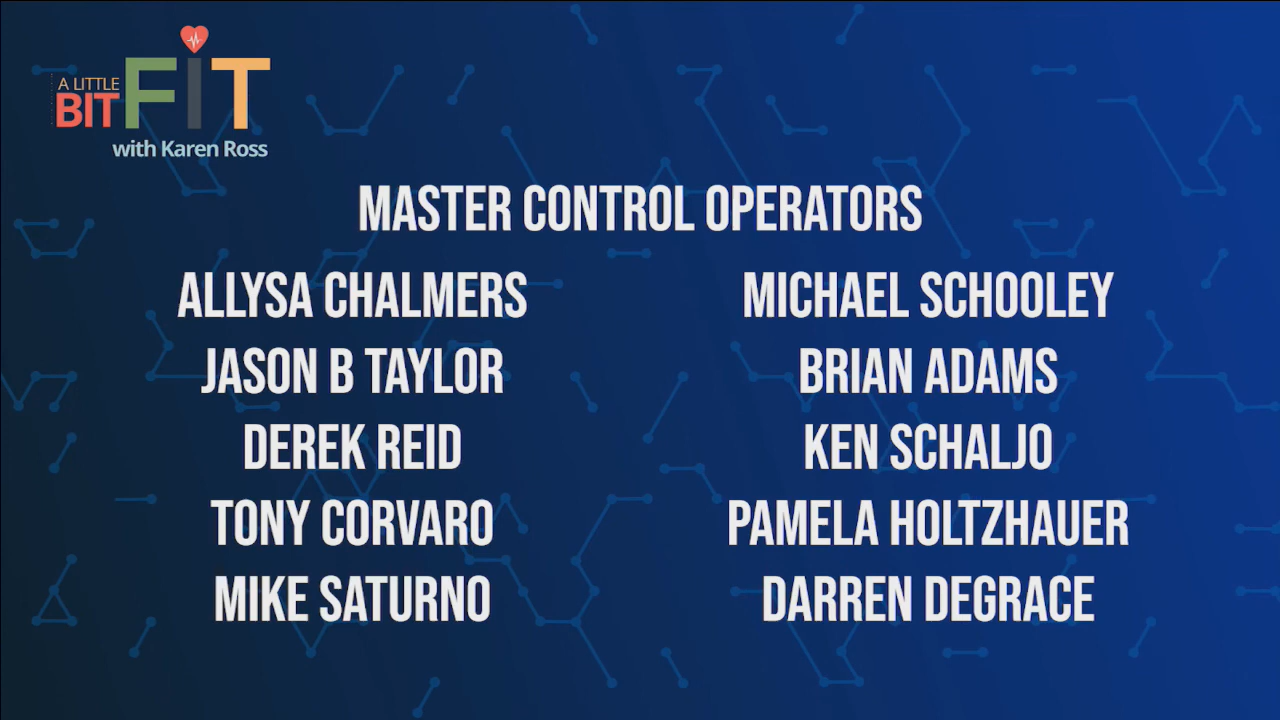 A LITTLE
BIT FiT
with Karen Ross
MASTER CONTROL OPERATORS
ALLYSA CHALMERS
JASON B TAYLOR
DEREK REID
TONY CORVARO
MIKE SATURNO
MICHAEL SCHOOLEY
BRIAN ADAMS
KEN SCHALJO
PAMELA HOLTZHAUER
DARREN DEGRACE